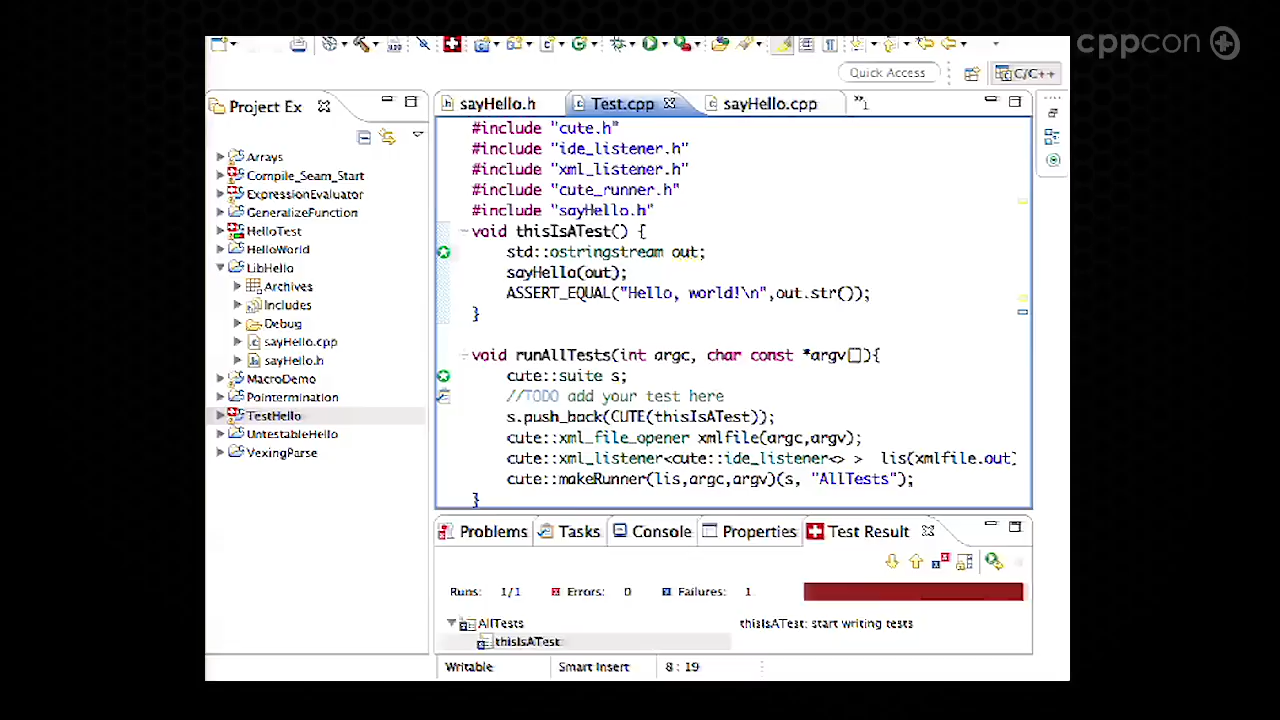 cppcon
Quick Access
C/C++
Project Ex
sayHello.h
Test.cpp
sayHello.cpp
»1
Arrays
Compile_Seam_Start
ExpressionEvaluator
GeneralizeFunction
HelloTest
HelloWorld
LibHello
Archives
Includes
Debug
sayHello.cpp
sayHello.h
MacroDemo
Pointermination
TestHello
UntestableHello
VexingParse
#include "cute.h"
#include "ide_listener.h"
#include "xml_listener.h"
#include "cute_runner.h"
#include "sayHello.h"
void thisIsATest() {
std::ostringstream out;
sayHello(out);
ASSERT_EQUAL("Hello, world!\n",out.str());
}
void runAllTests(int argc, char const *argv[]){
cute::suite s;
//TODO add your test here
s.push_back(CUTE(thisIsATest));
cute::xml_file_opener xmlfile(argc,argv);
cute::xml_listener<cute::ide_listener<> > lis(xmlfile.out)
cute::makeRunner(lis,argc,argv)(s, "AllTests");
}
Problems
Tasks
Console
Properties
Test Result
Runs: 1/1
Errors: 0
Failures: 1
AllTests
thisIsATest
thisIsATest: start writing tests
Writable
Smart Insert
8 : 19